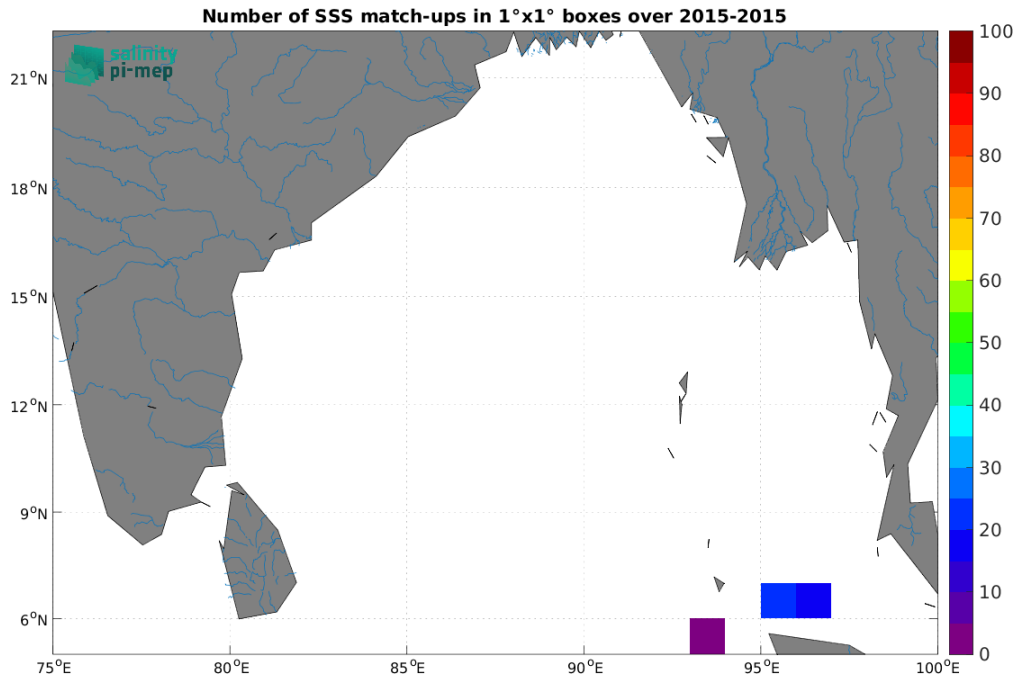 Number of SSS match-ups in 1°x1° boxes over 2015-2015
salinity
pi-mep
21°N
18°N
15°N
12°N
9°N
6°N
75°E
80°E
85°E
90°E
95°E
100°E
100
90
80
70
60
50
40
30
20
10
0